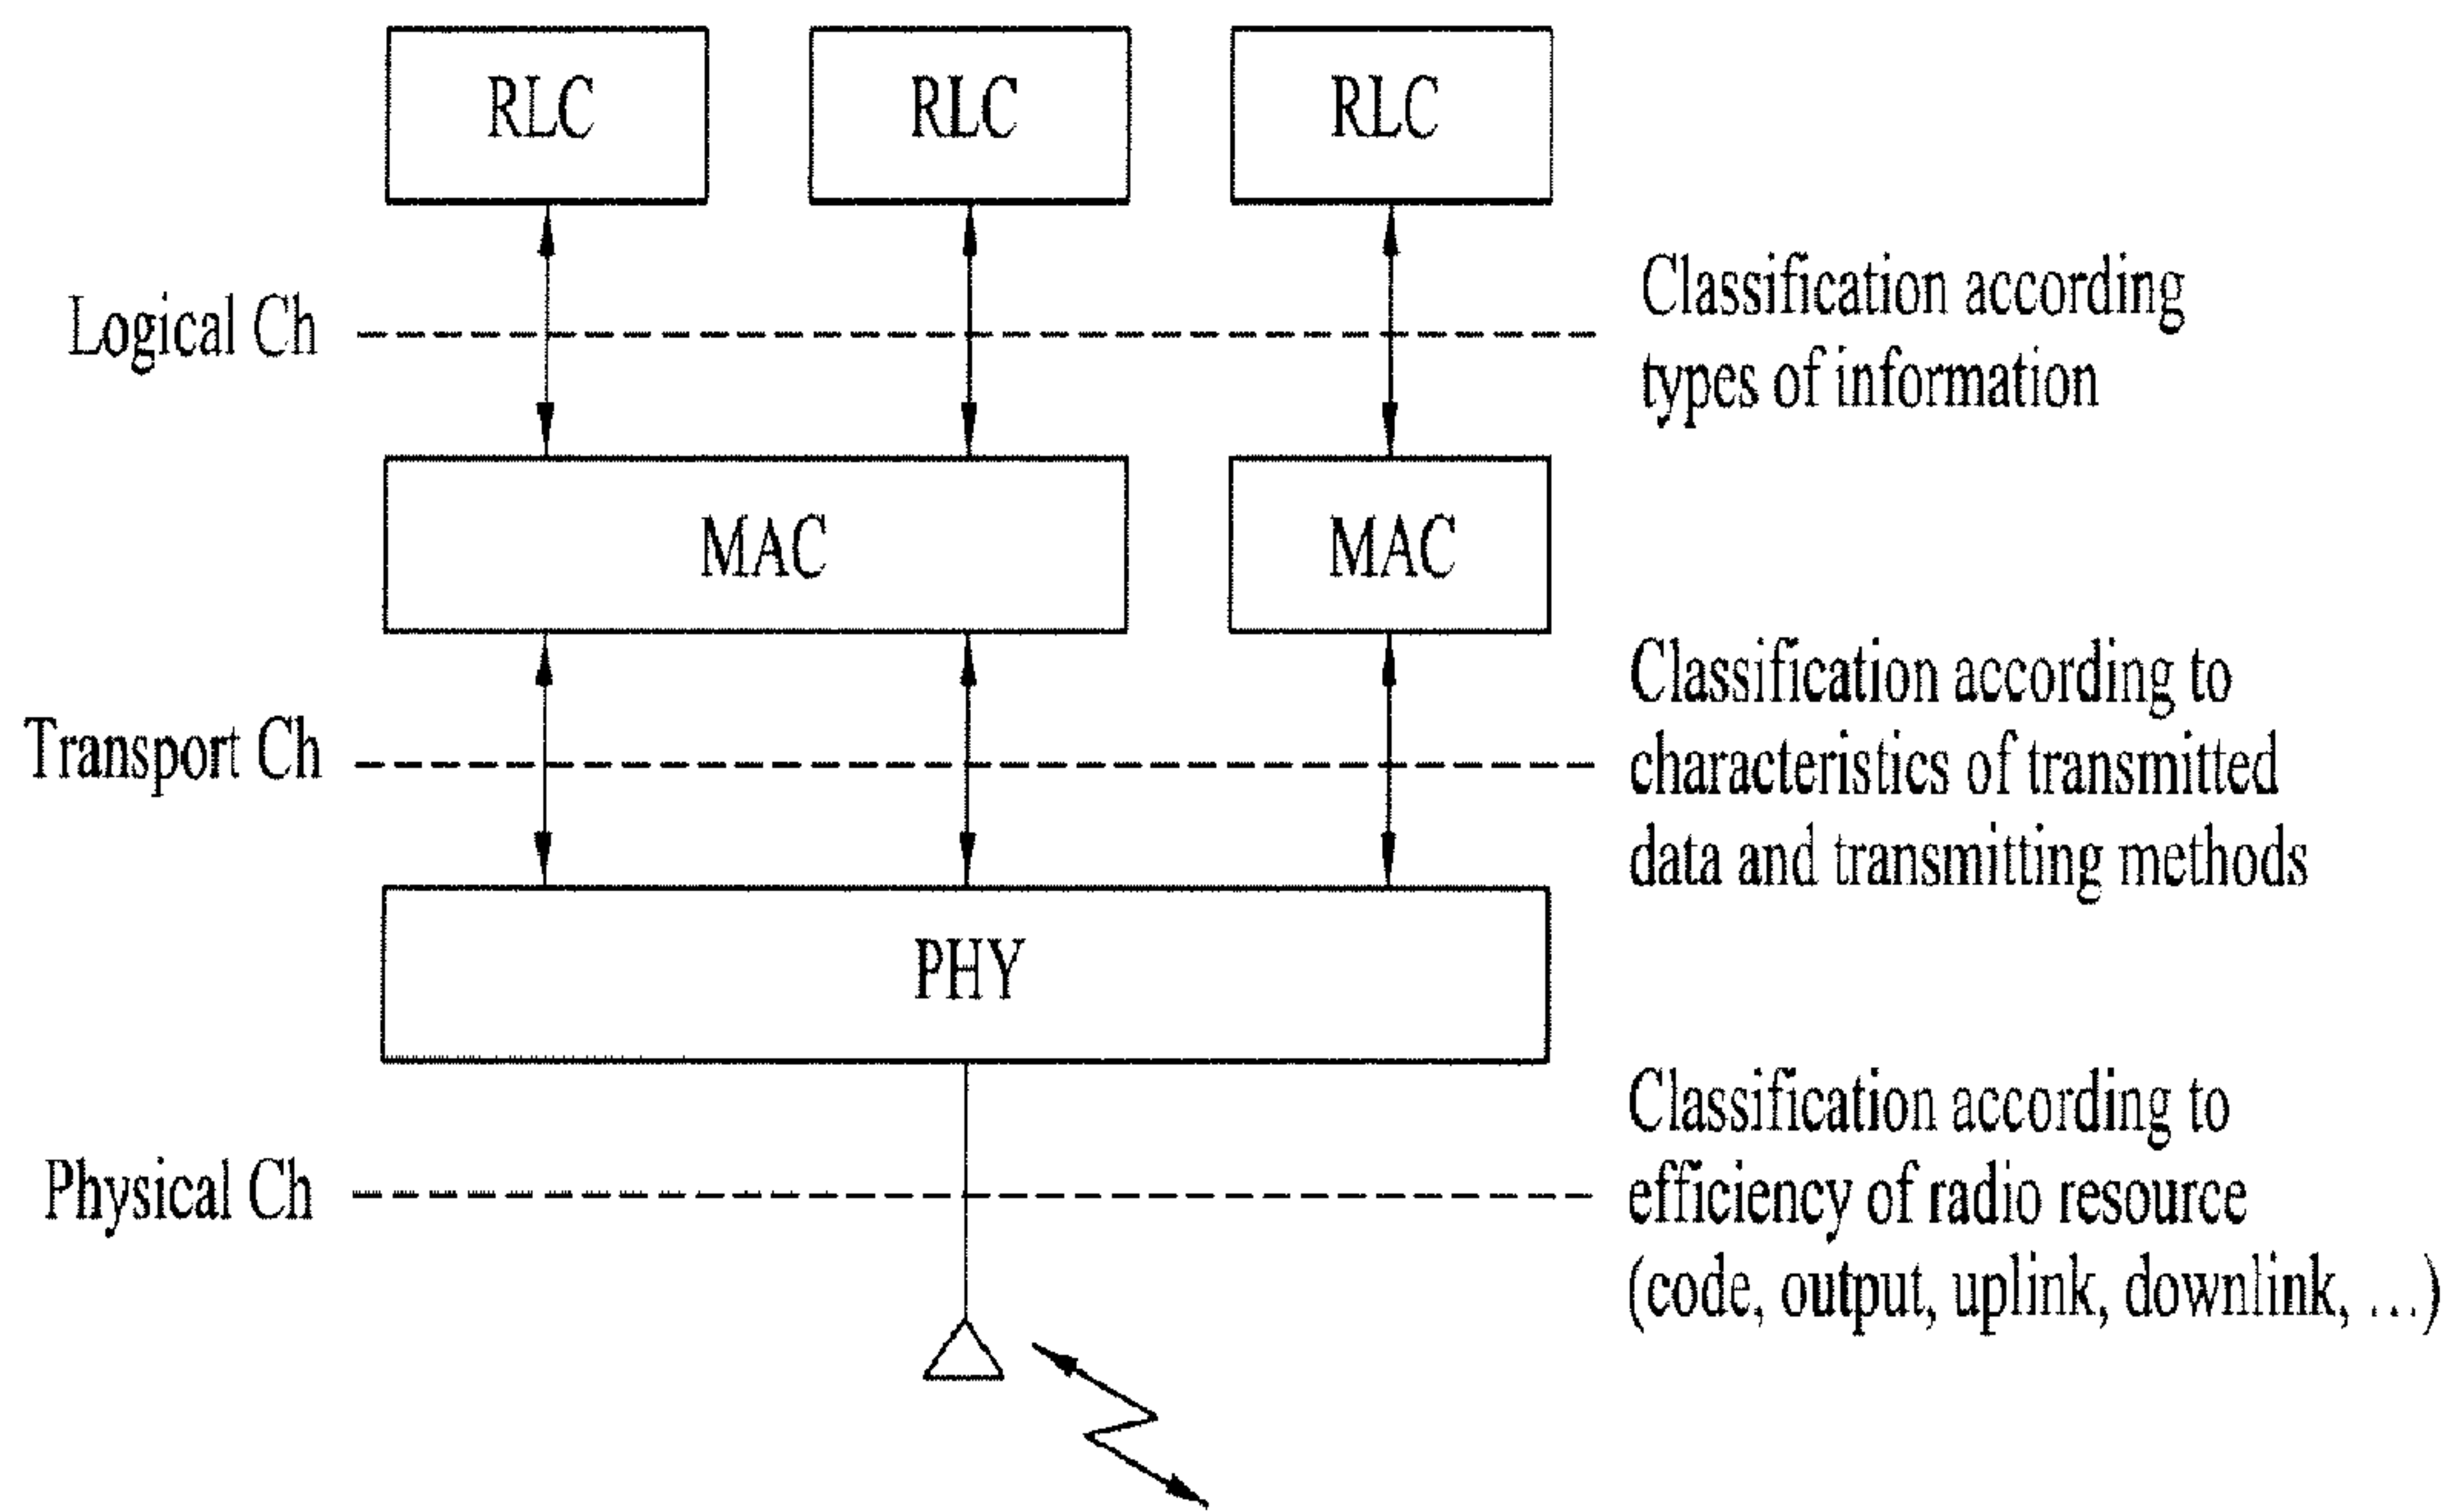 RLC
RLC
RLC
Logical Ch
Classification according
types of information
MAC
MAC
Transport Ch
Classification according to
characteristics of transmitted
data and transmitting methods
PHY
Physical Ch
Classification according to
efficiency of radio resource
(code, output, uplink, downlink, ...)